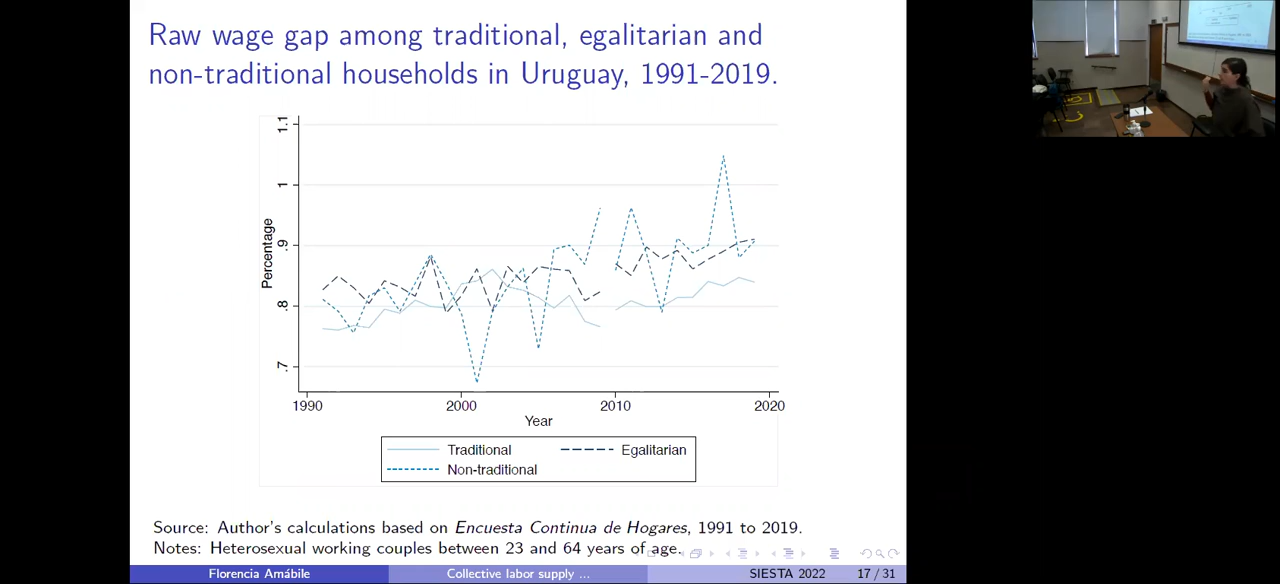 Raw wage gap among traditional, egalitarian and
non-traditional households in Uruguay, 1991-2019.
1.1
1
.9
.8
.7
Percentage
1990
2000
2010
2020
Year
Traditional
Egalitarian
Non-traditional
Source: Author's calculations based on Encuesta Continua de Hogares, 1991 to 2019.
Notes: Heterosexual working couples between 23 and 64 years of age.
Florencia Amábile
Collective labor supply ...
SIESTA 2022
17 / 31